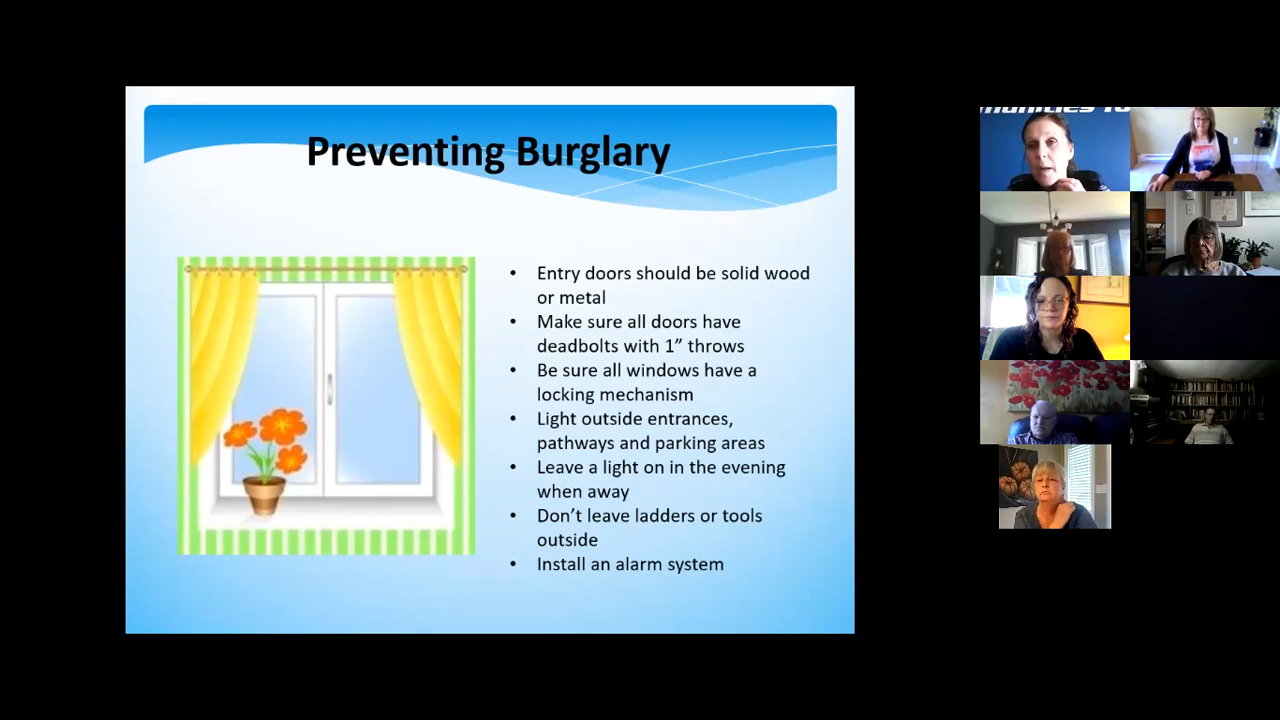 Preventing Burglary
• Entry doors should be solid wood
or metal
• Make sure all doors have
deadbolts with 1” throws
• Be sure all windows have a
locking mechanism
• Light outside entrances,
pathways and parking areas
• Leave a light on in the evening
when away
• Don’t leave ladders or tools
outside
• Install an alarm system